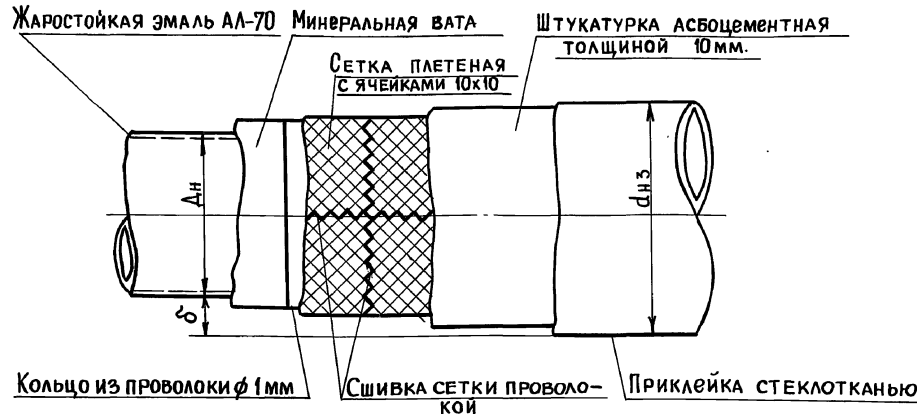 Жаростойкая эмаль АЛ-70
Минеральная вата
Штукатурка асбоцементная
толщиной 10мм.
Сетка плетеная
с ячейками 10х10
Дн
dнз
δ
Кольцо из проволоки ϕ 1мм
Сшивка сетки проволо-
кой
Приклейка стеклотканью